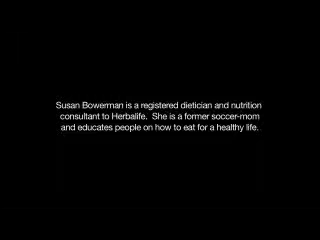 Susan Bowerman is a registered dietician and nutrition
consultant to Herbalife.  She is a former soccer-mom
and educates people on how to eat for a healthy life.